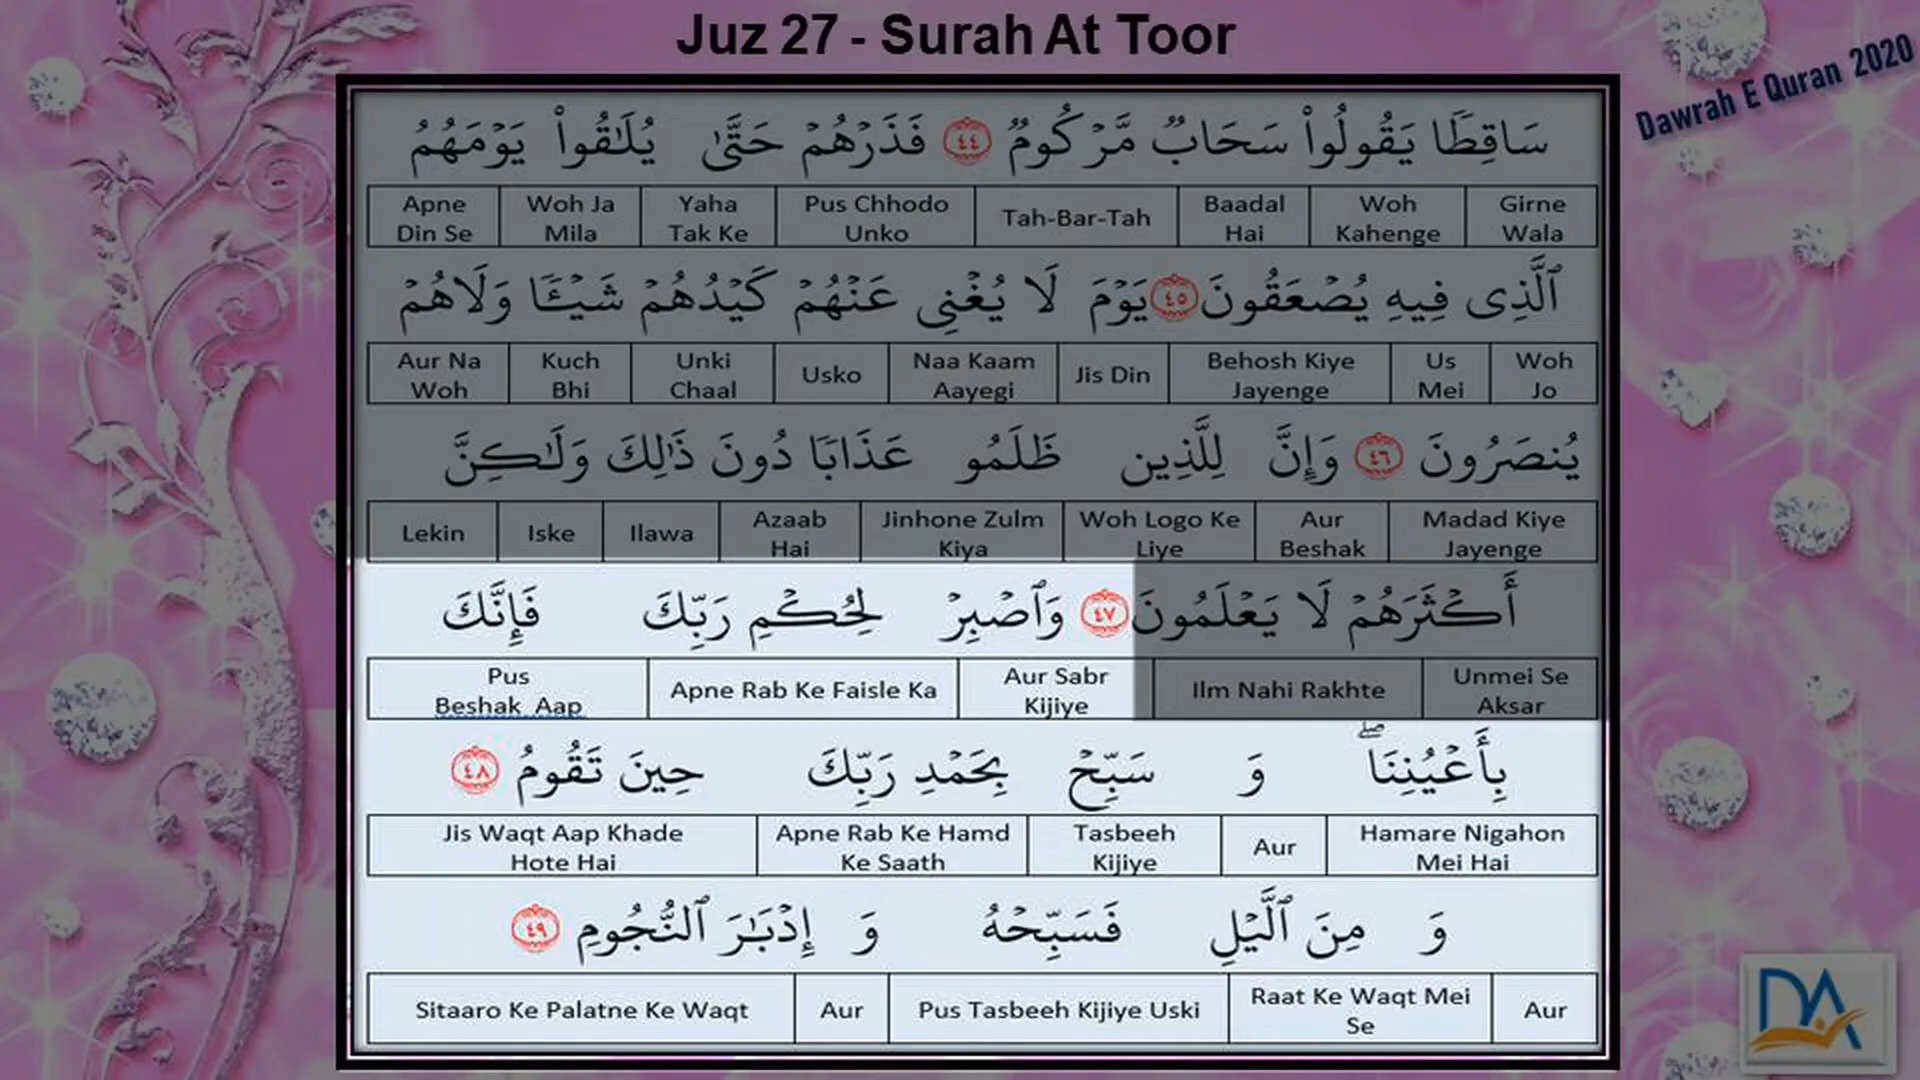 Juz 27 - Surah At Toor
Dawrah E Quran 2020
سَاقِطٗا يَقُولُواْ سَحَابٞ مَّرۡكُومٞ ٤٤ فَذَرۡهُمۡ حَتَّىٰ يُلَٰقُواْ يَوۡمَهُمُ
Apne Din Se | Woh Ja Mila | Yaha Tak Ke | Pus Chhodo Unko | Tah-Bar-Tah | Baadal Hai | Woh Kahenge | Girne Wala
ٱلَّذِى فِيهِ يُصۡعَقُونَ ٤٥ يَوۡمَ لَا يُغۡنِى عَنۡهُمۡ كَيۡدُهُمۡ شَيۡـٔٗا وَلَاهُمۡ
Aur Na Woh | Kuch Bhi | Unki Chaal | Usko | Naa Kaam Aayegi | Jis Din | Behosh Kiye Jayenge | Us Mei | Woh Jo
يُنصَرُونَ ٤٦ وَإِنَّ لِلَّذِين ظَلَمُو عَذَابٗا دُونَ ذَٰلِكَ وَلَٰكِنَّ
Lekin | Iske | Ilawa | Azaab Hai | Jinhone Zulm Kiya | Woh Logo Ke Liye | Aur Beshak | Madad Kiye Jayenge
أَكۡثَرَهُمۡ لَا يَعۡلَمُونَ ٤٧ وَٱصۡبِرۡ لِحُكۡمِ رَبِّكَ فَإِنَّكَ
Pus Beshak Aap | Apne Rab Ke Faisle Ka | Aur Sabr Kijiye | Ilm Nahi Rakhte | Unmei Se Aksar
بِأَعۡيُنِنَاۖ وَ سَبِّحۡ بِحَمۡدِ رَبِّكَ حِينَ تَقُومُ ٤٨
Jis Waqt Aap Khade Hote Hai | Apne Rab Ke Hamd Ke Saath | Tasbeeh Kijiye | Aur | Hamare Nigahon Mei Hai
وَ مِنَ ٱلَّيۡلِ فَسَبِّحۡهُ وَ إِدۡبَٰرَ ٱلنُّجُومِ ٤٩
Sitaaro Ke Palatne Ke Waqt | Aur | Pus Tasbeeh Kijiye Uski | Raat Ke Waqt Mei Se | Aur
DA